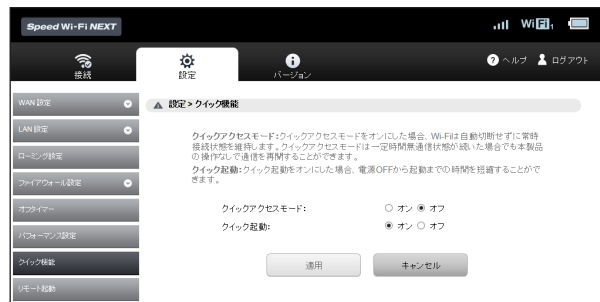 Speed Wi-Fi NEXT
WiFi 1
接続
設定
バージョン
ヘルプ
ログアウト
WAN 設定
LAN 設定
ローミング設定
ファイアウォール設定
オフタイマー
パフォーマンス設定
クイック機能
リモート起動
設定 > クイック機能
クイックアクセスモード:クイックアクセスモードをオンにした場合、Wi-Fiは自動切断せずに常時
接続状態を維持します。クイックアクセスモードは一定時間無通信状態が続いた場合でも本製品
の操作なしで通信を再開することができます。
クイック起動:クイック起動をオンにした場合、電源OFFから起動までの時間を短縮することがで
きます。
クイックアクセスモード: オン オフ
クイック起動: オン オフ
適用 キャンセル